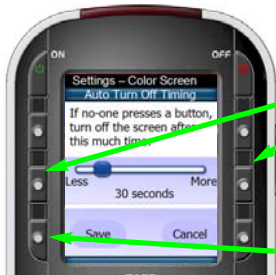 ON
OFF
Settings – Color Screen
Auto Turn Off Timing
If no-one presses a button,
turn off the screen after
this much time.
Less
More
30 seconds
Save
Cancel